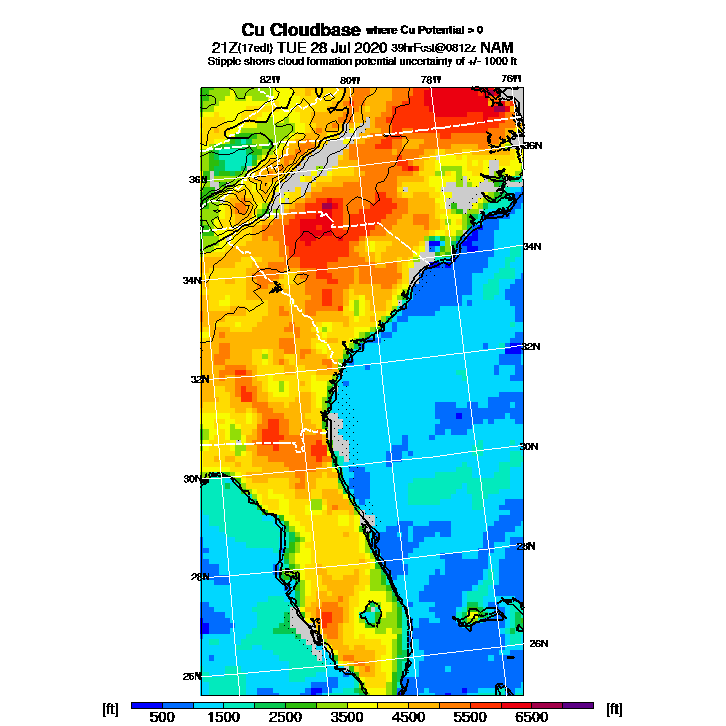 Cu Cloudbase where Cu Potential > 0
21Z(17edt) TUE 28 Jul 2020 39hrFcst@0812z NAM
Stipple shows cloud formation potential uncertainty of +/- 1000 ft
82W 80W 78W 76W
36N
36N
34N
34N
32N
32N
30N
30N
28N
28N
26N
26N
[ft] 500 1500 2500 3500 4500 5500 6500 [ft]